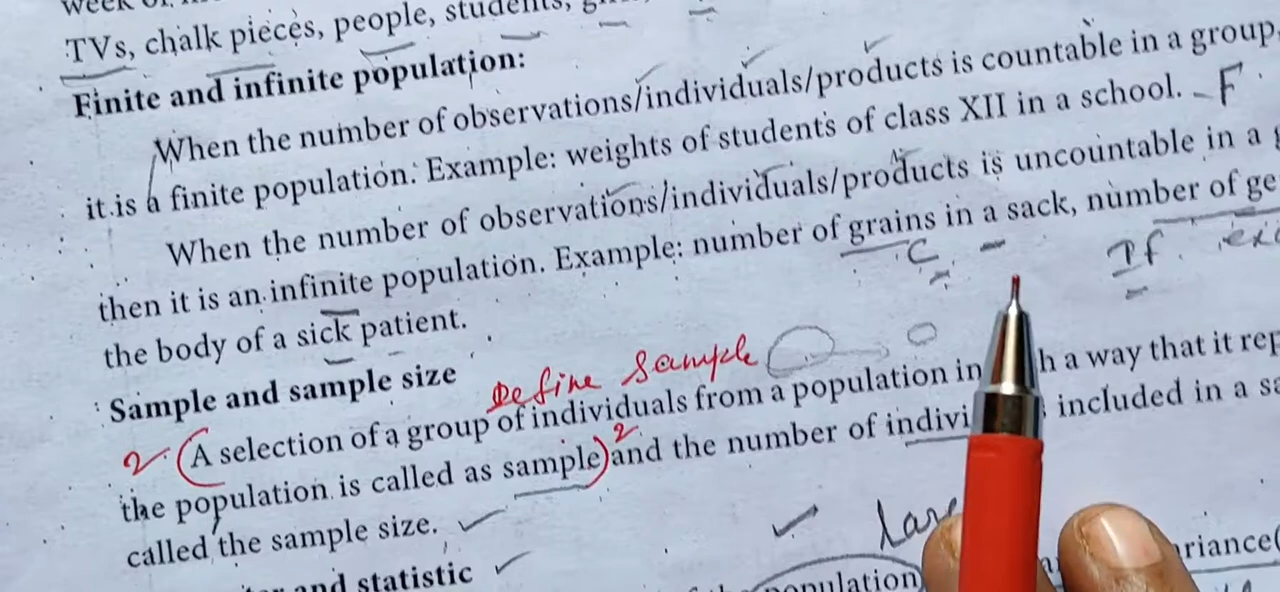 week of
TVs, chalk pieces, people, students,
Finite and infinite population:
When the number of observations/individuals/products is countable in a group,
it is a finite population. Example: weights of students of class XII in a school. - F
When the number of observations/individuals/products is uncountable in a
then it is an infinite population. Example: number of grains in a sack, number of ge
C - If
the body of a sick patient.
Sample and sample size
Define Sample
2 (A selection of a group of individuals from a population in h a way that it rep
the population is called as sample) 2 and the number of indivi included in a sa
called the sample size.
and statistic
population
riance(